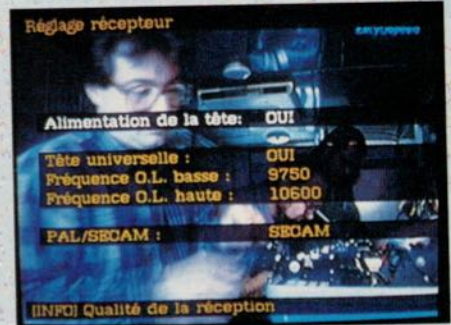 Réglage récepteur
Alimentation de la tête: OUI
Tête universelle : OUI
Fréquence O.L. basse : 9750
Fréquence O.L. haute : 10600
PAL/SECAM : SECAM
[INFO] Qualité de la réception